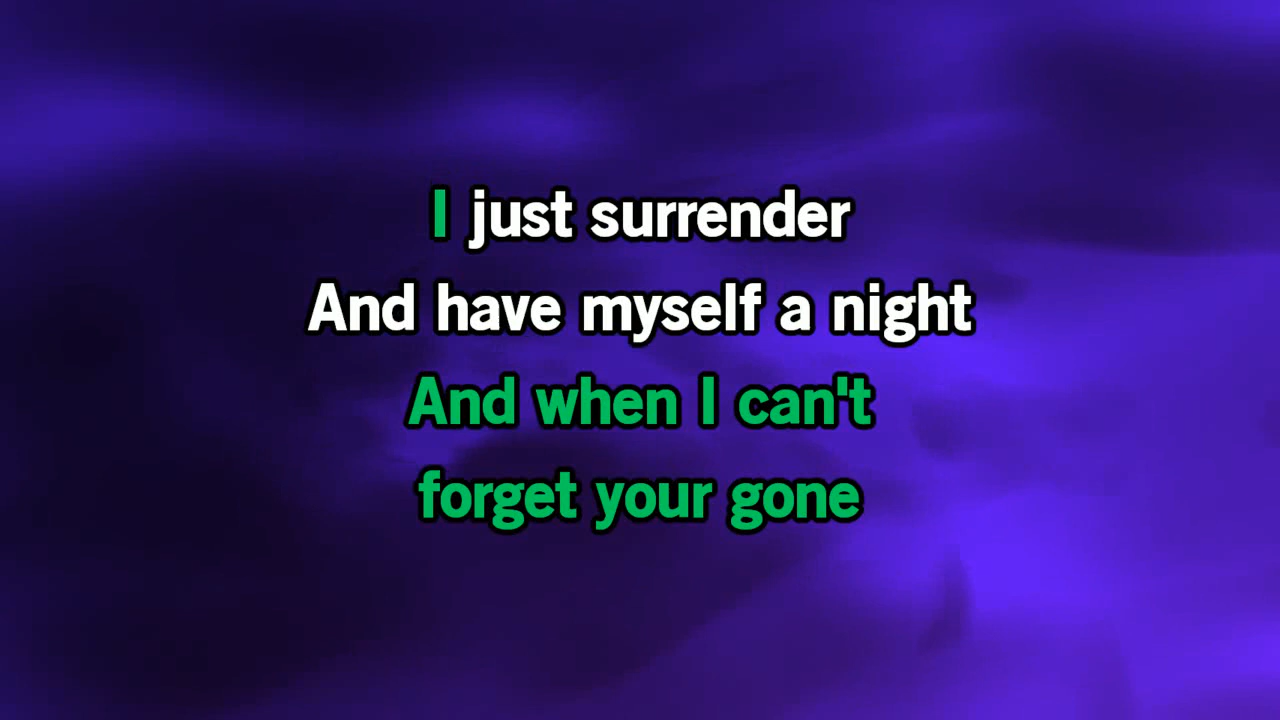 I just surrender
And have myself a night
And when I can't
forget your gone